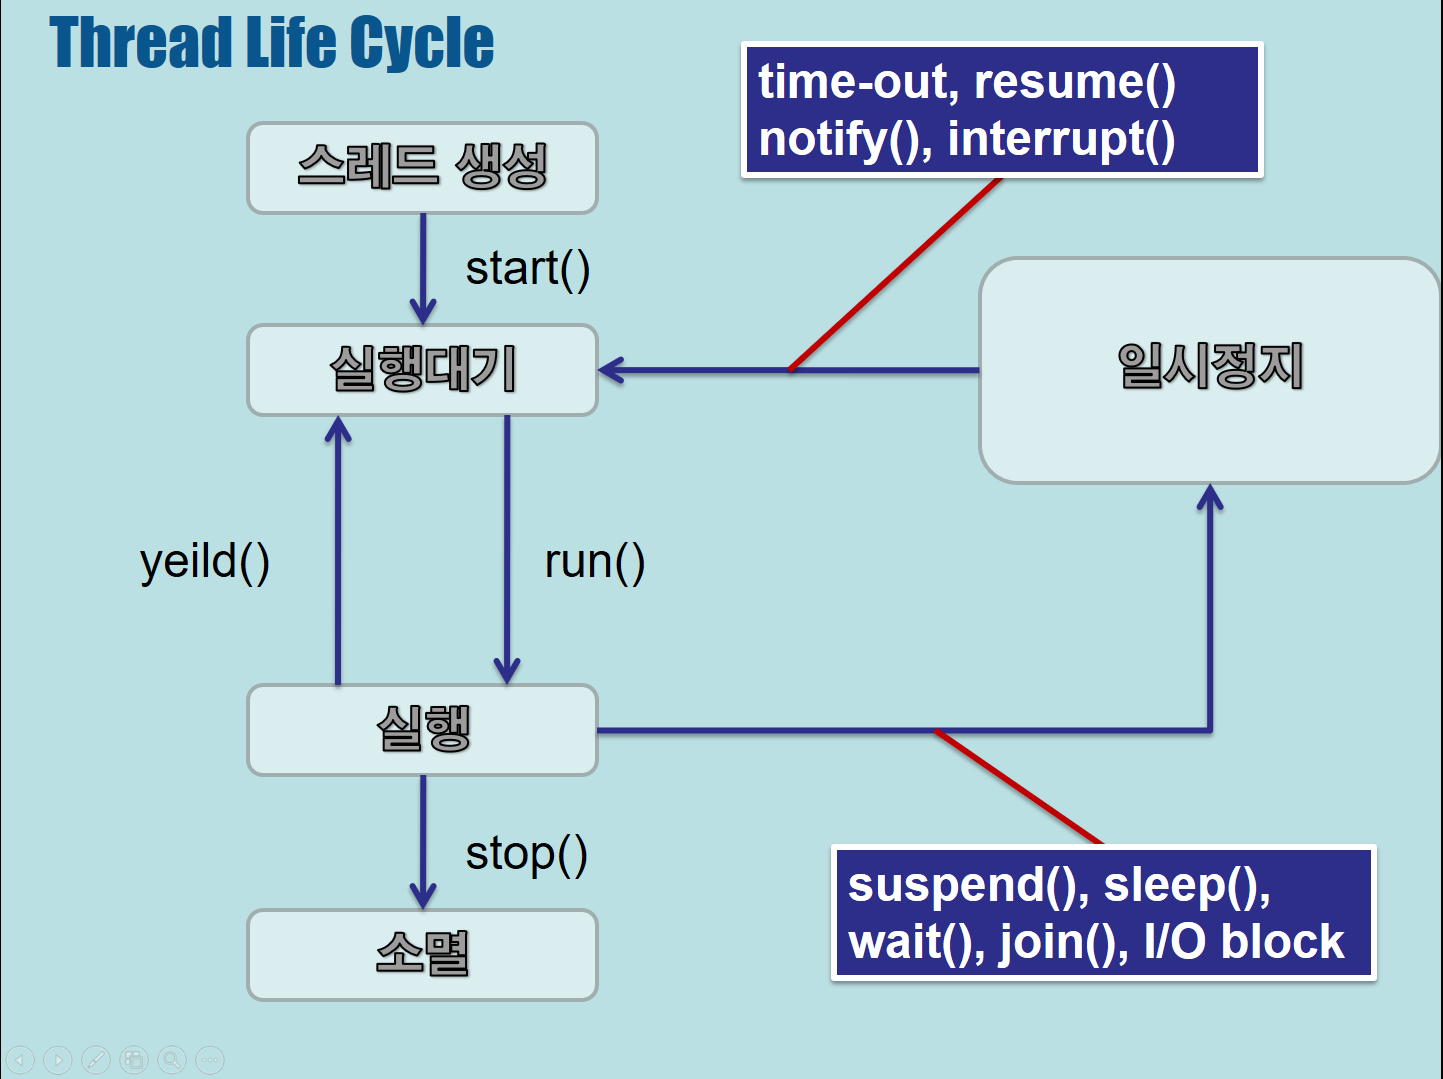 Thread Life Cycle
time-out, resume()
notify(), interrupt()
스레드 생성
start()
실행대기
일시정지
yeild()
run()
실행
stop()
suspend(), sleep(),
wait(), join(), I/O block
소멸